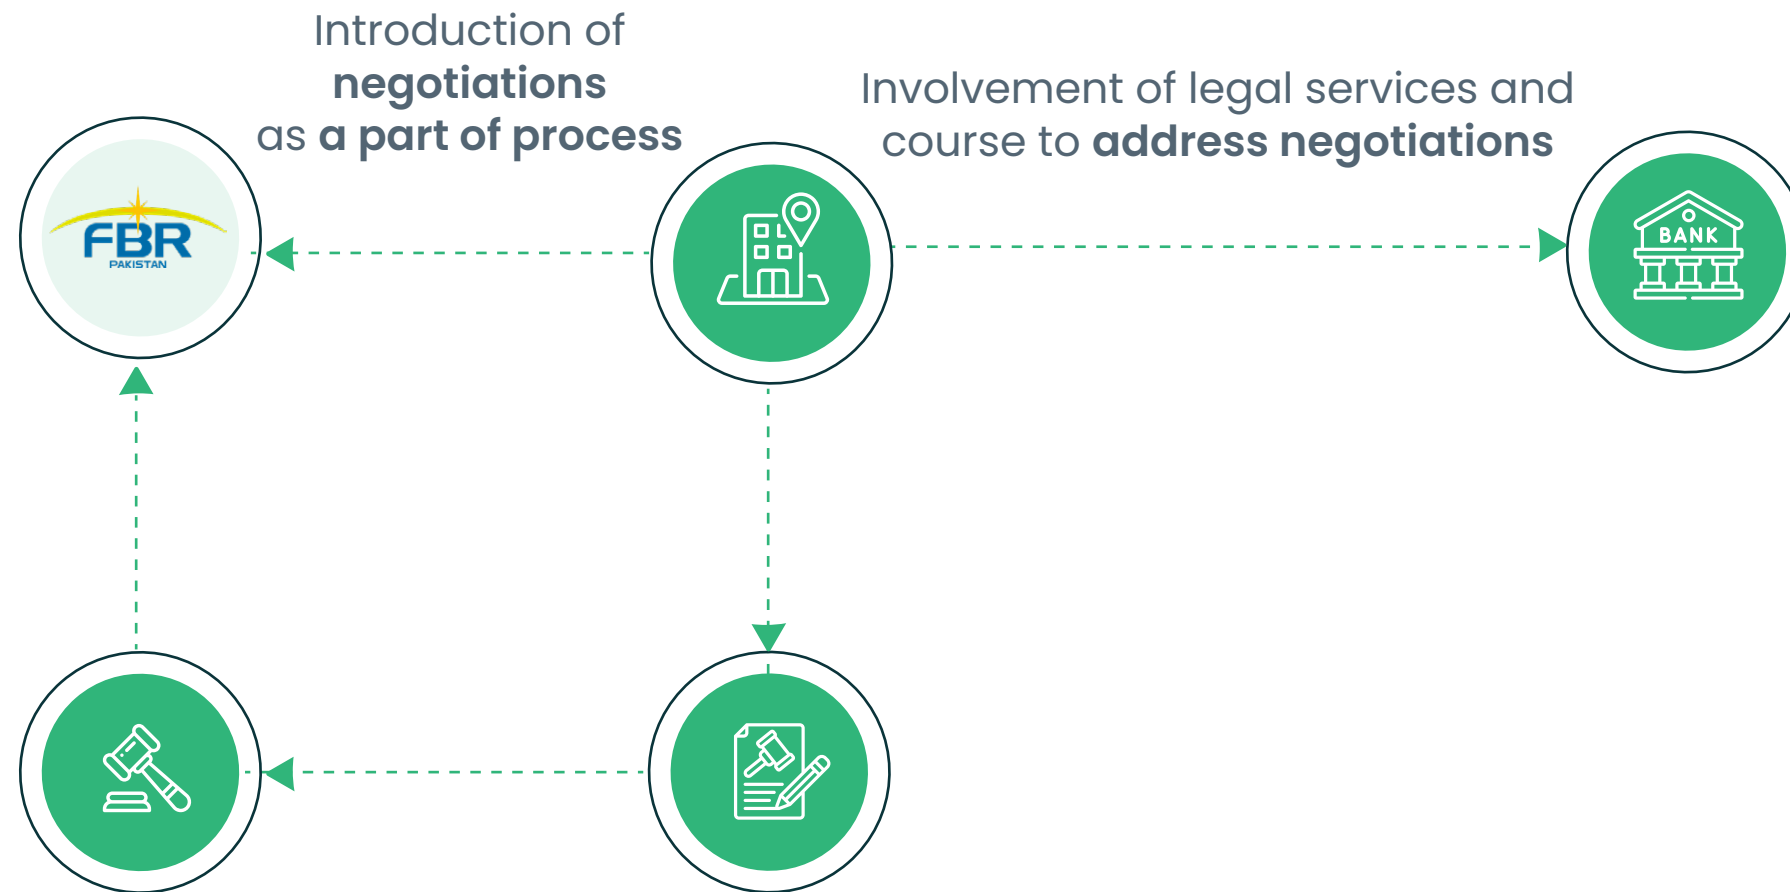 Introduction of
negotiations
as a part of process
Involvement of legal services and
course to address negotiations
FBR
PAKISTAN
BANK